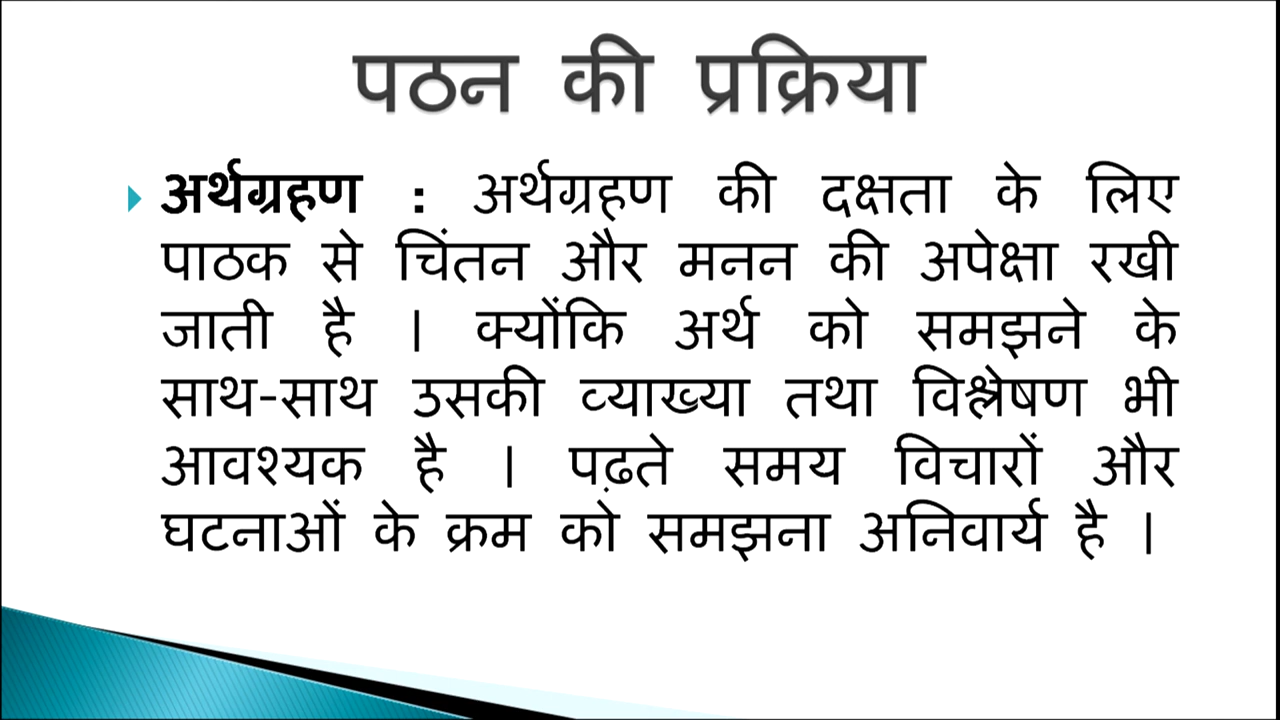 पठन की प्रक्रिया
अर्थग्रहण : अर्थग्रहण की दक्षता के लिए
पाठक से चिंतन और मनन की अपेक्षा रखी
जाती है । क्योंकि अर्थ को समझने के
साथ-साथ उसकी व्याख्या तथा विश्लेषण भी
आवश्यक है । पढ़ते समय विचारों और
घटनाओं के क्रम को समझना अनिवार्य है ।